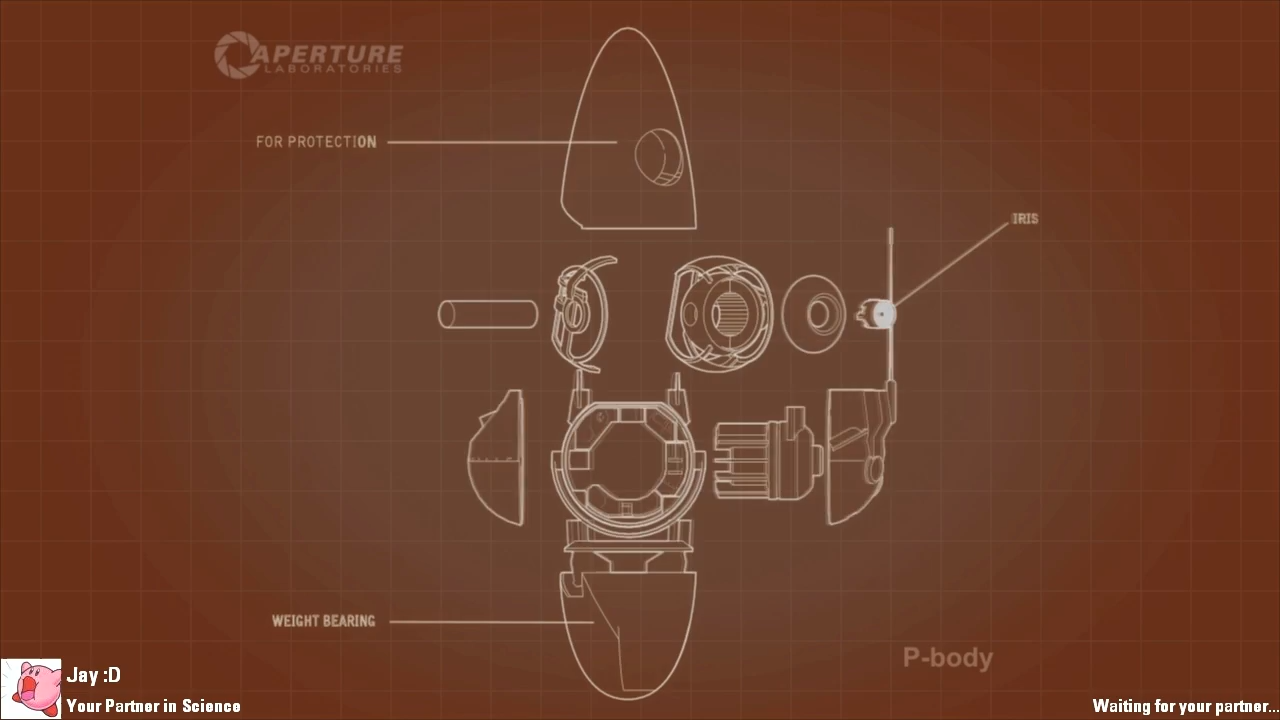 APERTURE
LABORATORIES
FOR PROTECTION
IRIS
WEIGHT BEARING
P-body
Jay :D
Your Partner in Science
Waiting for your partner...